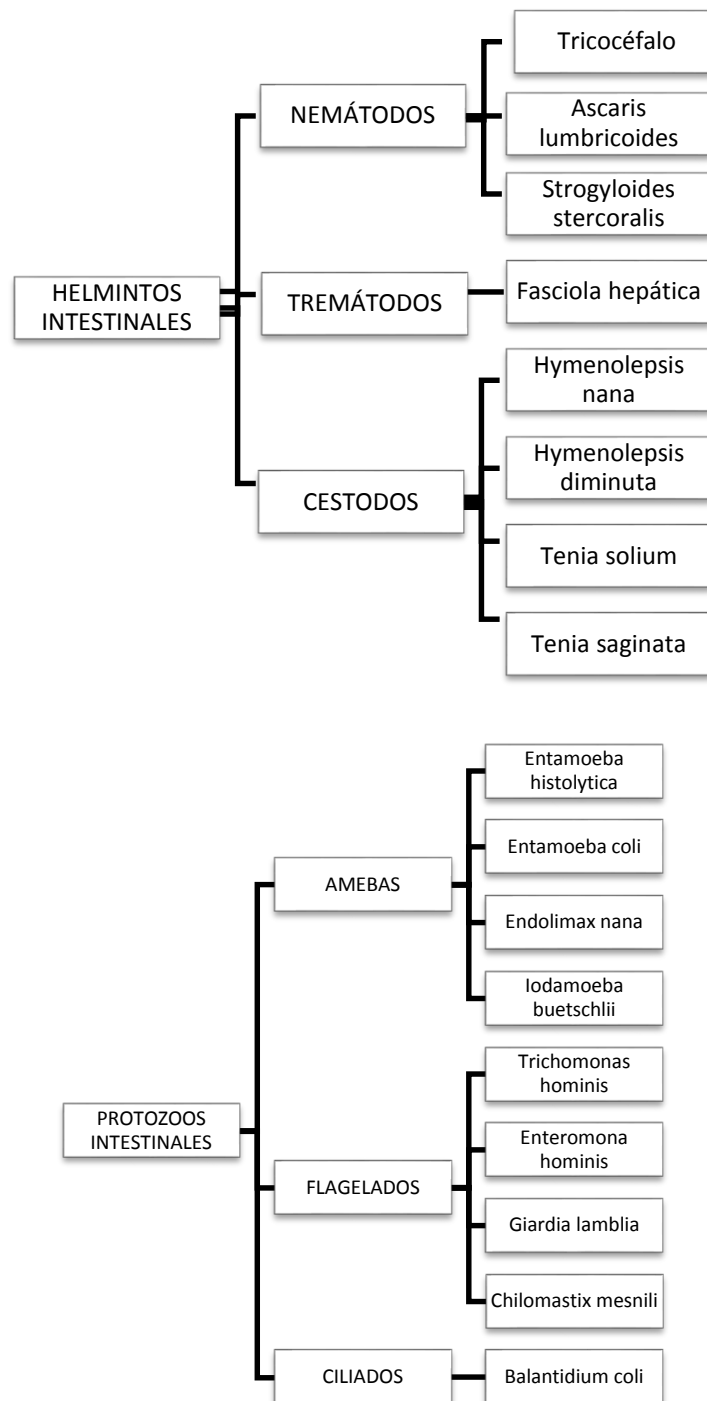 HELMINTOS
INTESTINALES
NEMÁTODOS
Tricocéfalo
Ascaris
lumbricoides
Strogyloides
stercoralis
TREMÁTODOS
Fasciola hepática
CESTODOS
Hymenolepsis
nana
Hymenolepsis
diminuta
Tenia solium
Tenia saginata
PROTOZOOS
INTESTINALES
AMEBAS
Entamoeba
histolytica
Entamoeba coli
Endolimax nana
Iodamoeba
buetschlii
FLAGELADOS
Trichomonas
hominis
Enteromona
hominis
Giardia lamblia
Chilomastix mesnili
CILIADOS
Balantidium coli